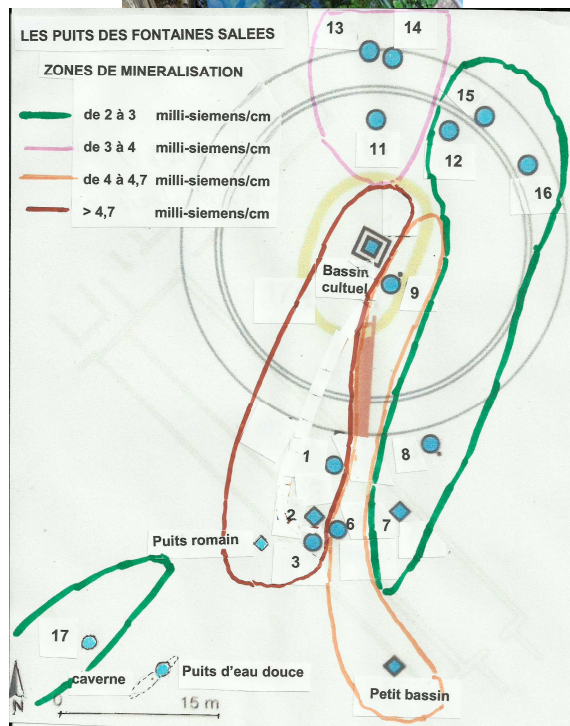 LES PUITS DES FONTAINES SALEES
ZONES DE MINERALISATION
de 2 à 3 milli-siemens/cm
de 3 à 4 milli-siemens/cm
de 4 à 4,7 milli-siemens/cm
> 4,7 milli-siemens/cm
13
14
15
11
12
16
Bassin
cultuel
9
1
8
2
6
7
Puits romain
3
17
caverne
Puits d'eau douce
Petit bassin
N
0
15 m